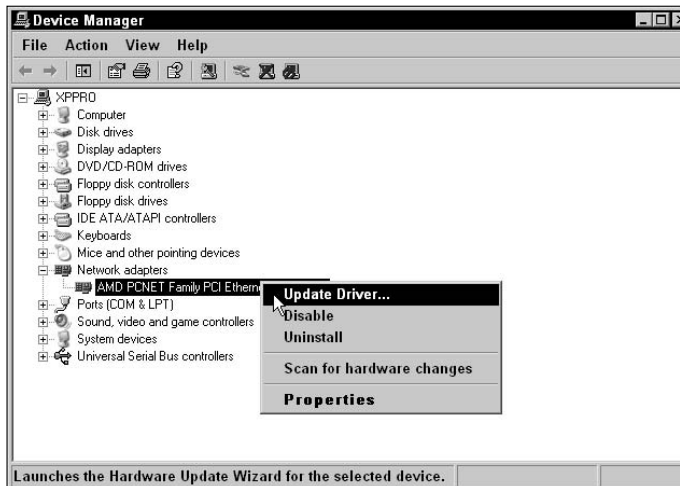 Device Manager
File Action View Help
XPPRO
Computer
Disk drives
Display adapters
DVD/CD-ROM drives
Floppy disk controllers
Floppy disk drives
IDE ATA/ATAPI controllers
Keyboards
Mice and other pointing devices
Network adapters
AMD PCNET Family PCI Ethern
Ports (COM & LPT)
Sound, video and game controllers
System devices
Universal Serial Bus controllers
Update Driver...
Disable
Uninstall
Scan for hardware changes
Properties
Launches the Hardware Update Wizard for the selected device.